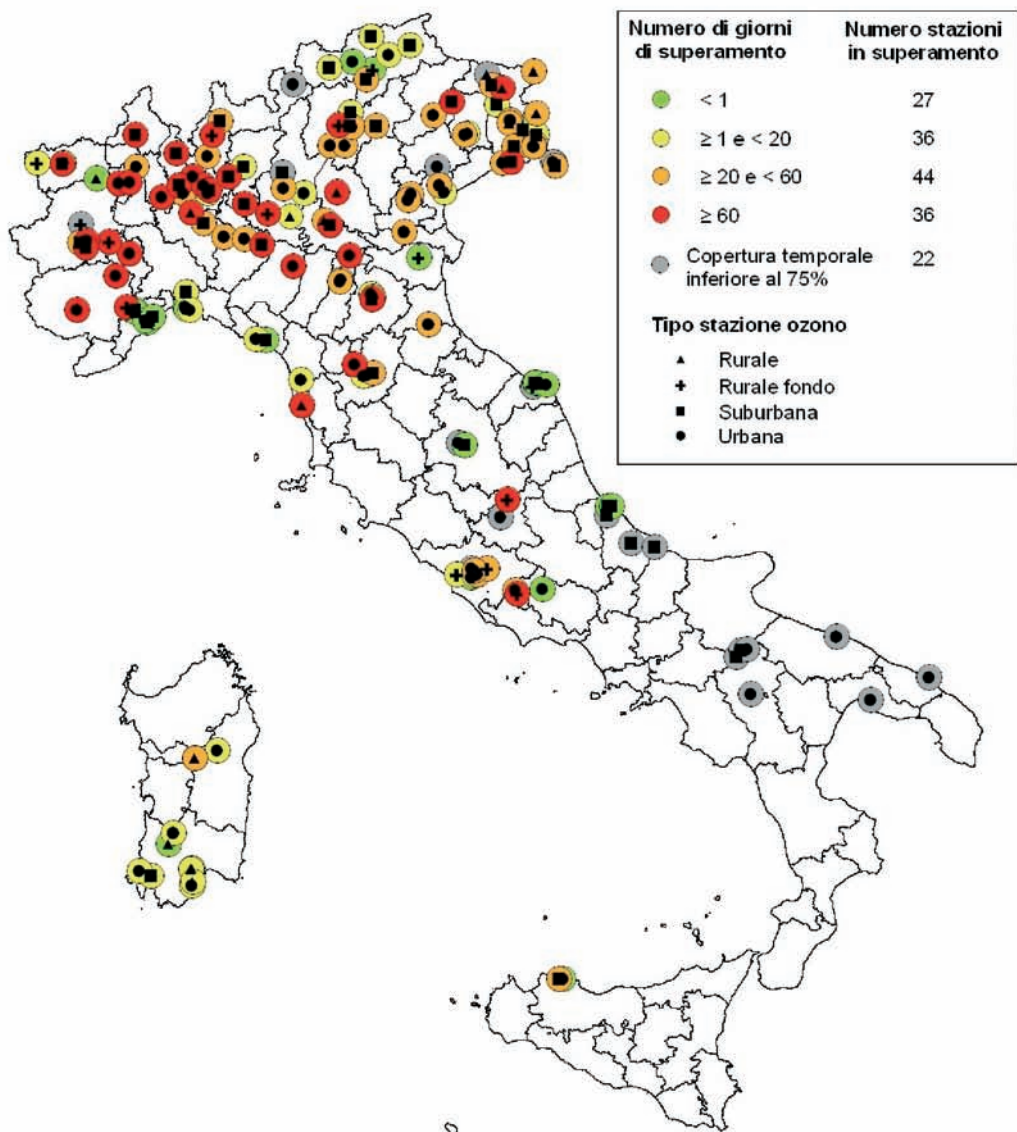 Numero di giorni di superamento
Numero stazioni in superamento
< 1 27
≥ 1 e < 20 36
≥ 20 e < 60 44
≥ 60 36
Copertura temporale inferiore al 75% 22
Tipo stazione ozono
Rurale
Rurale fondo
Suburbana
Urbana